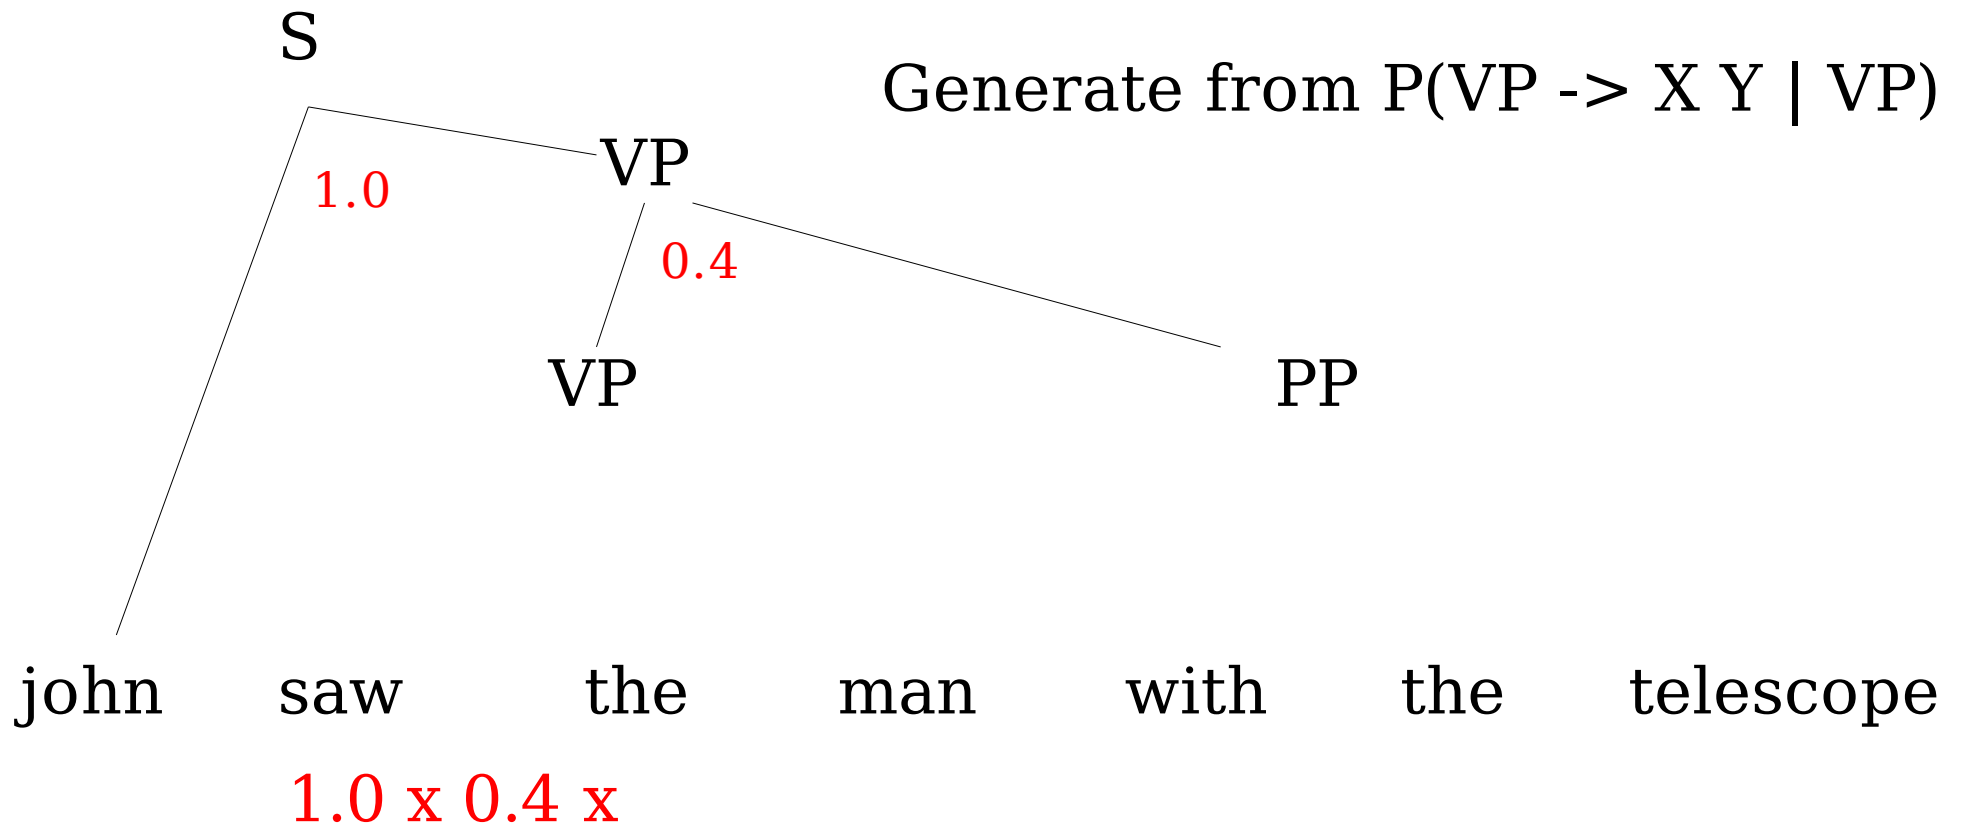 S
Generate from P(VP -> X Y | VP)
VP
1.0
0.4
VP PP
john saw the man with the telescope
1.0 x 0.4 x